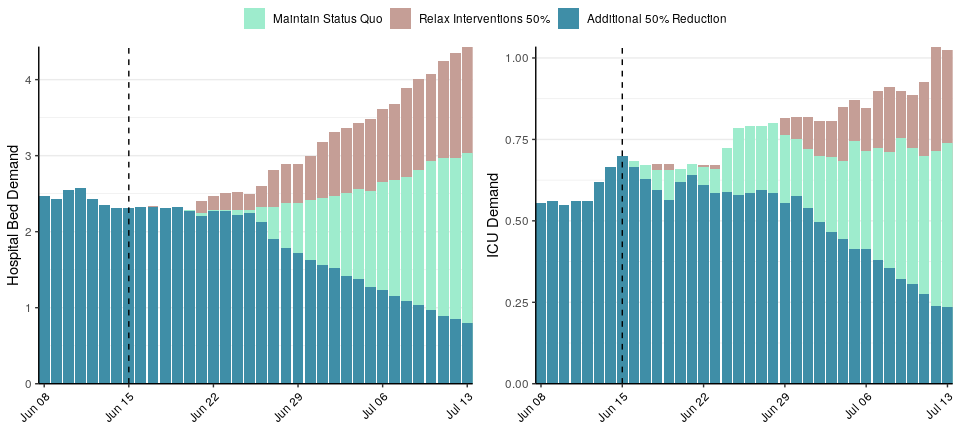 Maintain Status Quo Relax Interventions 50% Additional 50% Reduction
Hospital Bed Demand
4
3
2
1
0
Jun 08 Jun 15 Jun 22 Jun 29 Jul 06 Jul 13
ICU Demand
1.00
0.75
0.50
0.25
0.00
Jun 08 Jun 15 Jun 22 Jun 29 Jul 06 Jul 13